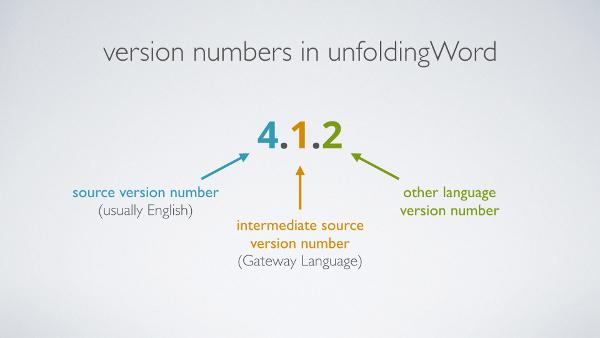 version numbers in unfoldingWord
4.1.2
source version number
(usually English)
intermediate source
version number
(Gateway Language)
other language
version number